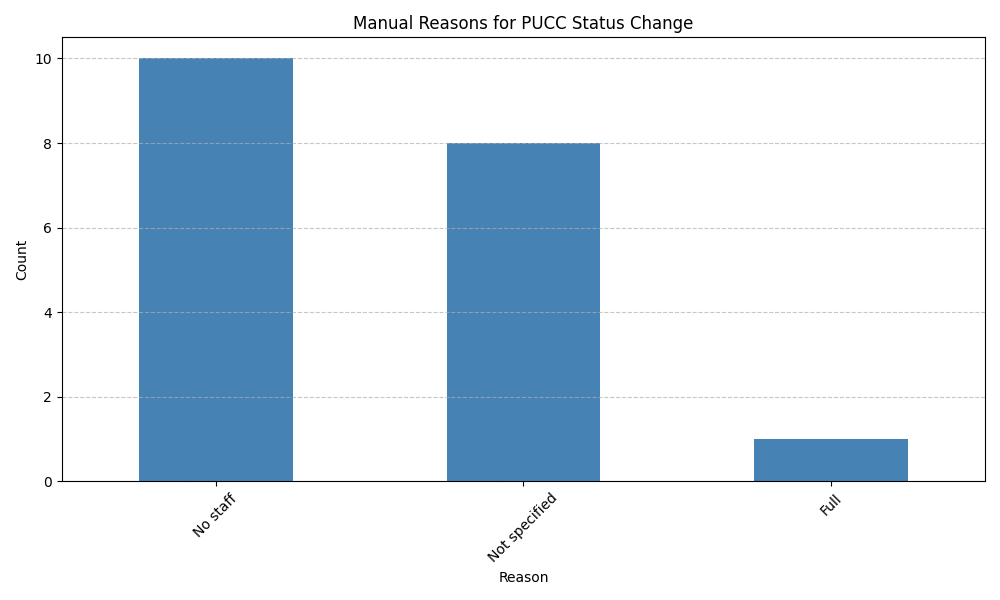 Manual Reasons for PUCC Status Change
10
8
6
4
2
0
Count
No staff
Not specified
Full
Reason